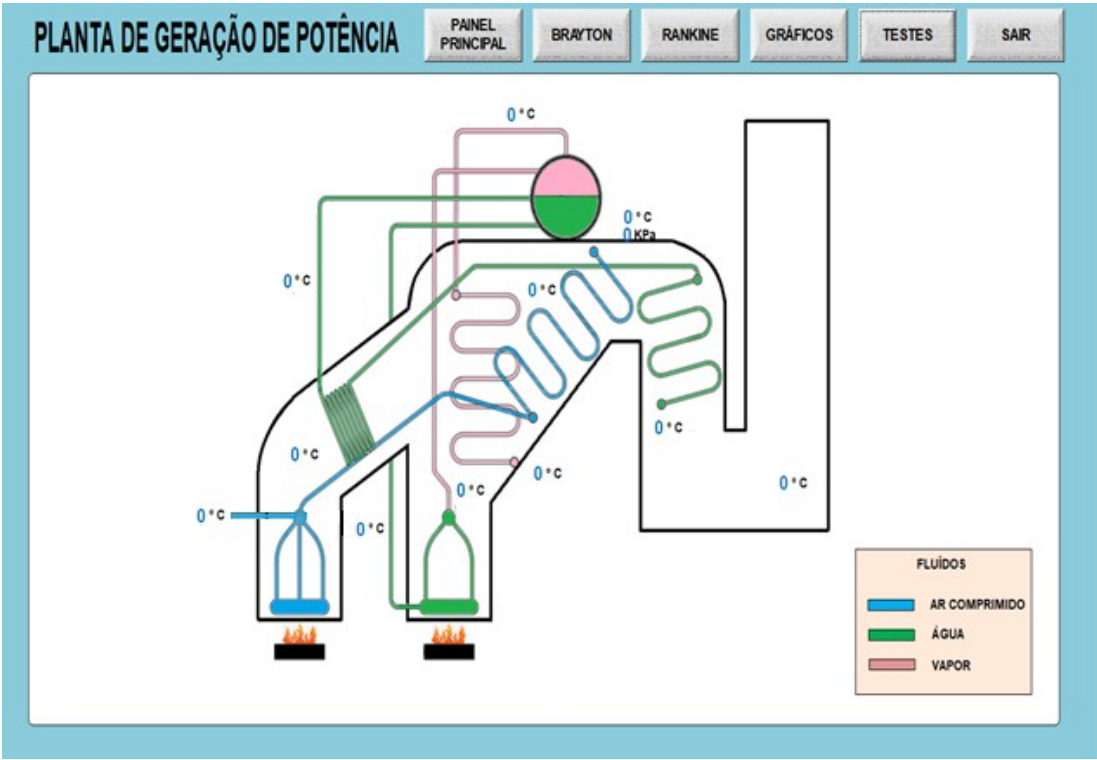 PLANTA DE GERAÇÃO DE POTÊNCIA
PAINEL
PRINCIPAL
BRAYTON
RANKINE
GRÁFICOS
TESTES
SAIR
0 ° C
0 ° C
0 KPa
0 ° C
0 ° C
0 ° C
0 ° C
0 ° C
0 ° C
0 ° C
0 ° C
0 ° C
FLUÍDOS
AR COMPRIMIDO
ÁGUA
VAPOR